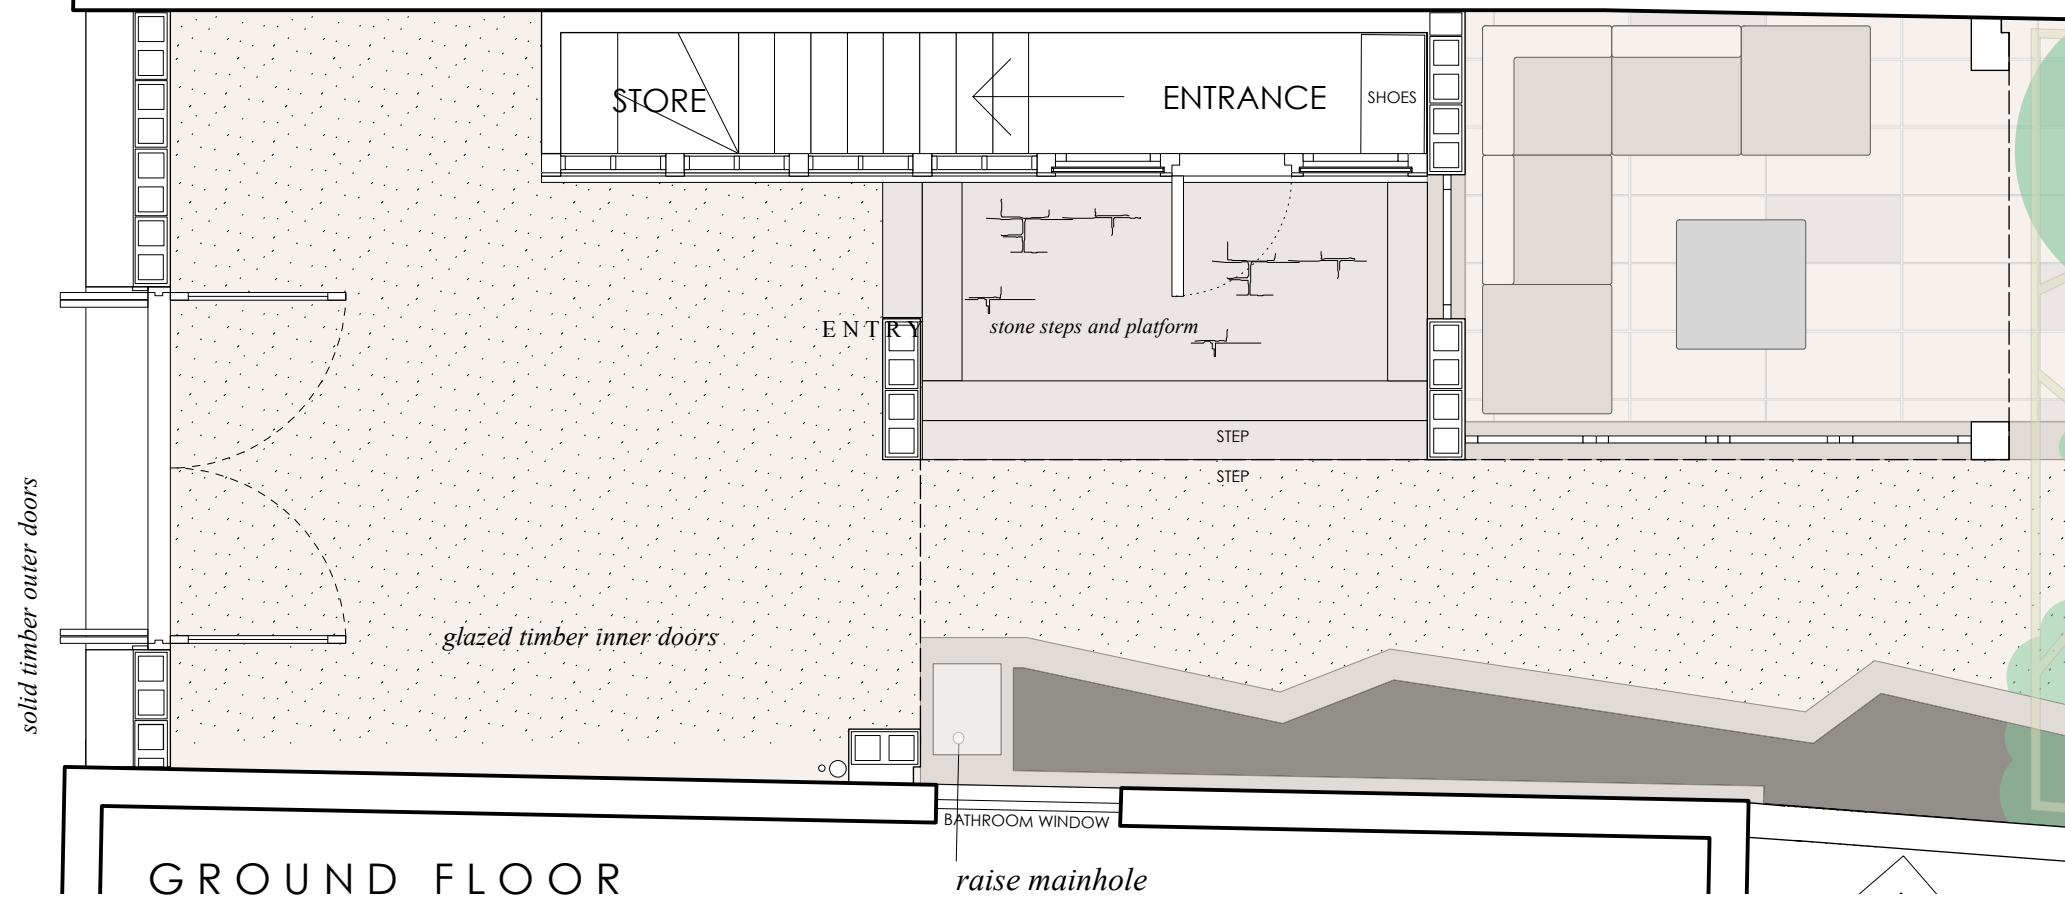 STORE
ENTRANCE
SHOES
ENTRY
stone steps and platform
STEP
STEP
solid timber outer doors
glazed timber inner doors
BATHROOM WINDOW
GROUND FLOOR
raise mainhole